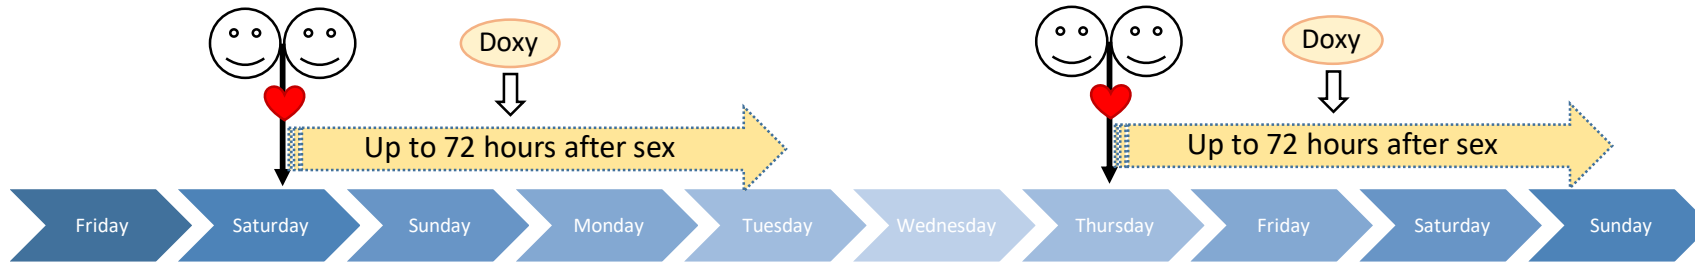 Doxy
Doxy
Up to 72 hours after sex
Up to 72 hours after sex
Friday
Saturday
Sunday
Monday
Tuesday
Wednesday
Thursday
Friday
Saturday
Sunday